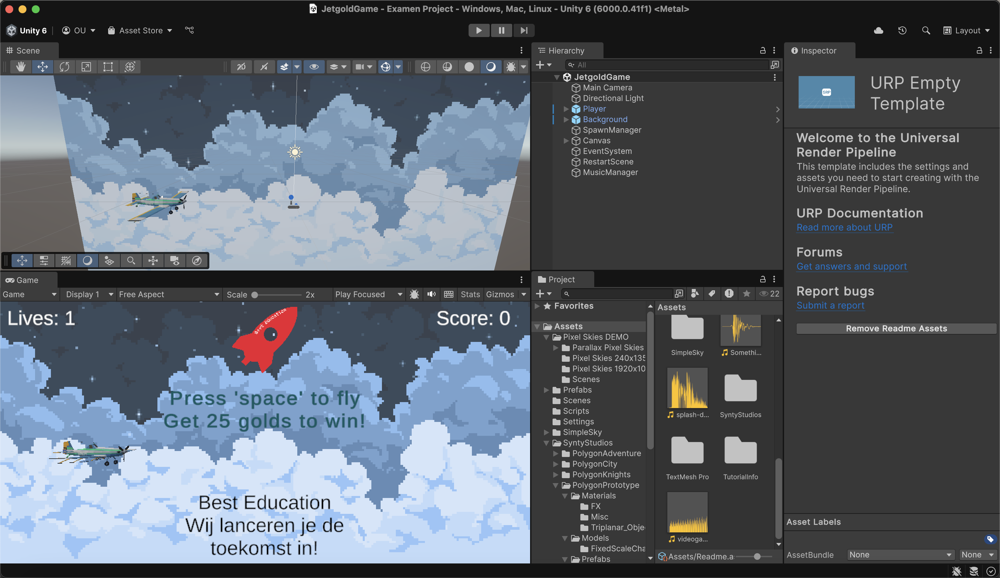 JetgoldGame - Examen Project - Windows, Mac, Linux - Unity 6 (6000.0.41f1) <Metal>
Unity 6
OU
Asset Store
Layout
Scene
2D
Game
Game
Display 1
Free Aspect
Scale
2x
Play Focused
Stats
Gizmos
Lives: 1
Score: 0
Best Education
Press 'space' to fly
Get 25 golds to win!
Best Education
Wij lanceren je de
toekomst in!
Hierarchy
All
JetgoldGame
Main Camera
Directional Light
Player
Background
SpawnManager
Canvas
EventSystem
RestartScene
MusicManager
Project
22
Favorites
Assets
Pixel Skies DEMO
Parallax Pixel Skies
Pixel Skies 240x135
Pixel Skies 1920x10
Scenes
Prefabs
Scenes
Scripts
Settings
SimpleSky
SyntyStudios
PolygonAdventure
PolygonCity
PolygonKnights
PolygonPrototype
Materials
FX
Misc
Triplanar_Obje
Models
FixedScaleCha
Prefabs
Assets
SimpleSky
Somethi...
splash-d...
SyntyStudios
TextMesh Pro
TutorialInfo
videoga...
Assets/Readme.as
Inspector
SRP
URP Empty
Template
Welcome to the Universal
Render Pipeline
This template includes the settings and
assets you need to start creating with the
Universal Render Pipeline.
URP Documentation
Read more about URP
Forums
Get answers and support
Report bugs
Submit a report
Remove Readme Assets
Asset Labels
AssetBundle
None
None